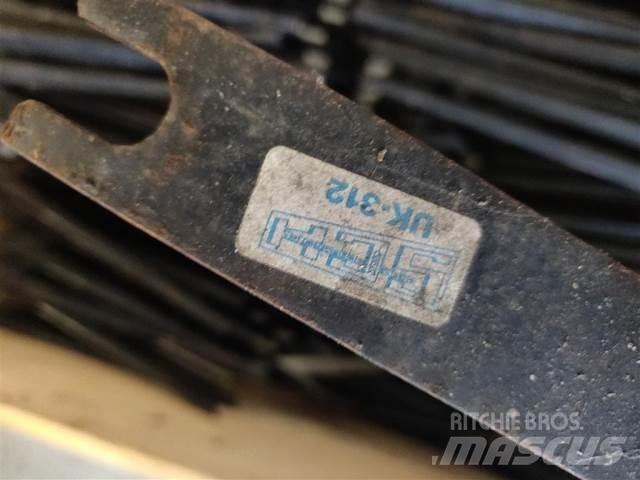 UK-312
RITCHIE BROS.
MASCUS